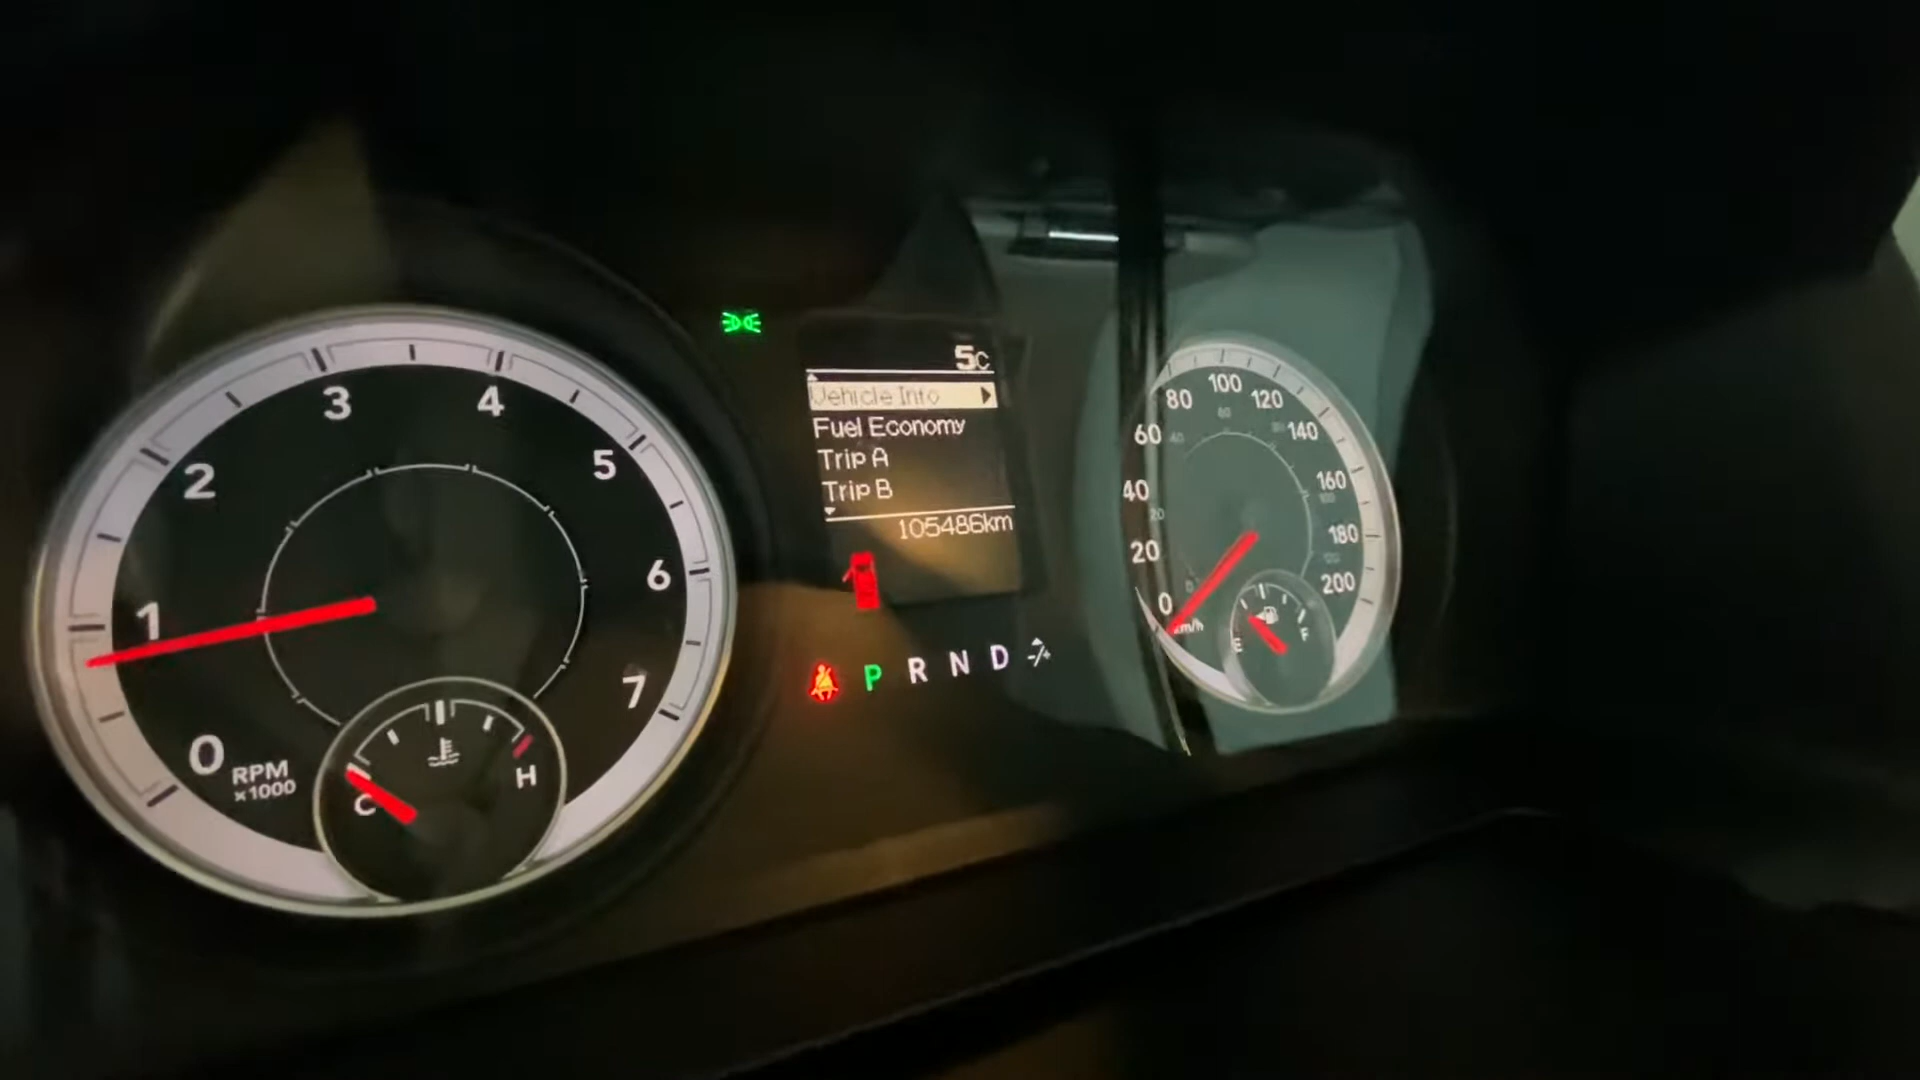 0
1
2
3
4
5
6
7
RPM
x1000
C
H
5C
Vehicle Info
Fuel Economy
Trip A
Trip B
105486km
P R N D -/+
0
20
40
60
80
100
120
140
160
180
200
km/h
E
F